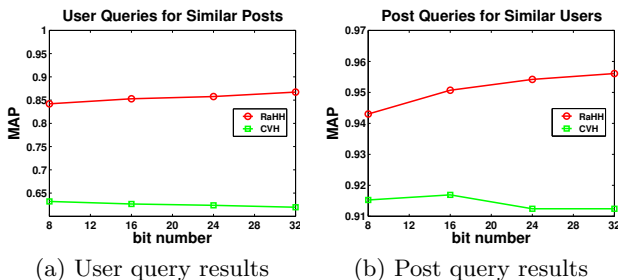 User Queries for Similar Posts
MAP
1
0.95
0.9
0.85
0.8
0.75
0.7
0.65
8 12 16 20 24 28 32
bit number
RaHH
CVH
(a) User query results
Post Queries for Similar Users
MAP
0.97
0.96
0.95
0.94
0.93
0.92
0.91
8 12 16 20 24 28 32
bit number
RaHH
CVH
(b) Post query results